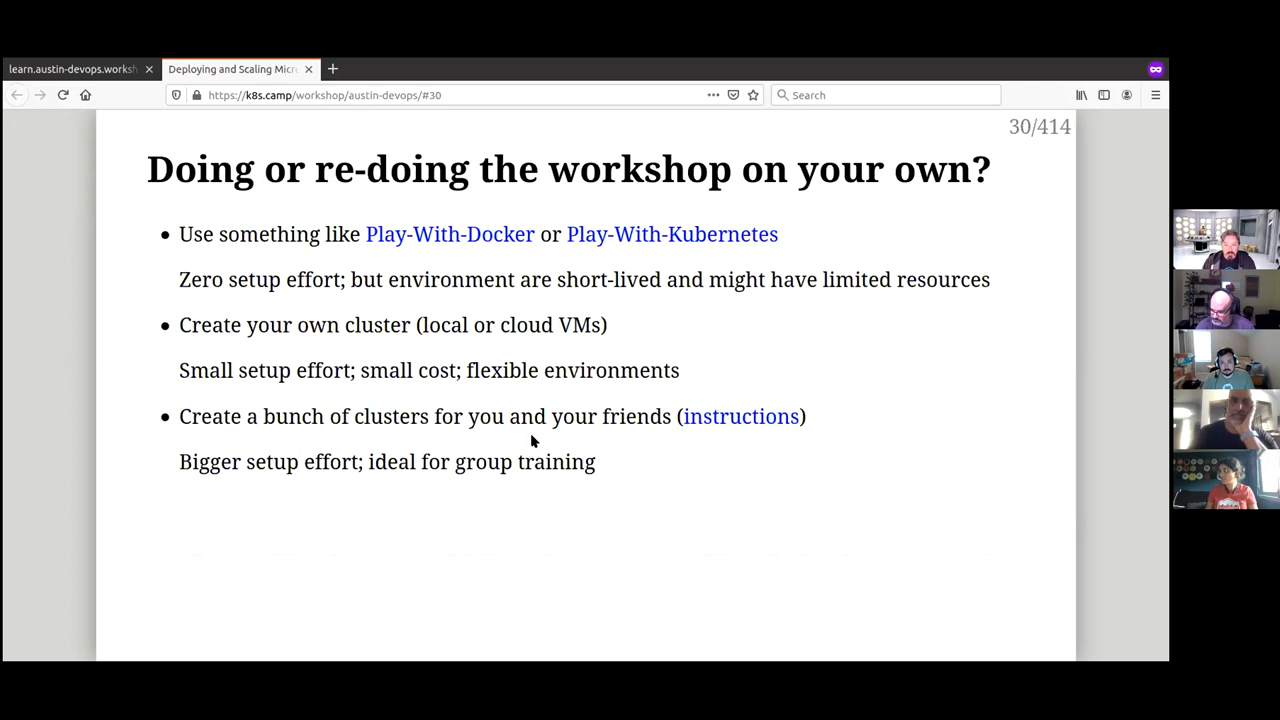 learn.austin-devops.worksh
Deploying and Scaling Micr
https://k8s.camp/workshop/austin-devops/#30
Search
30/414
Doing or re-doing the workshop on your own?
• Use something like Play-With-Docker or Play-With-Kubernetes
Zero setup effort; but environment are short-lived and might have limited resources
• Create your own cluster (local or cloud VMs)
Small setup effort; small cost; flexible environments
• Create a bunch of clusters for you and your friends (instructions)
Bigger setup effort; ideal for group training